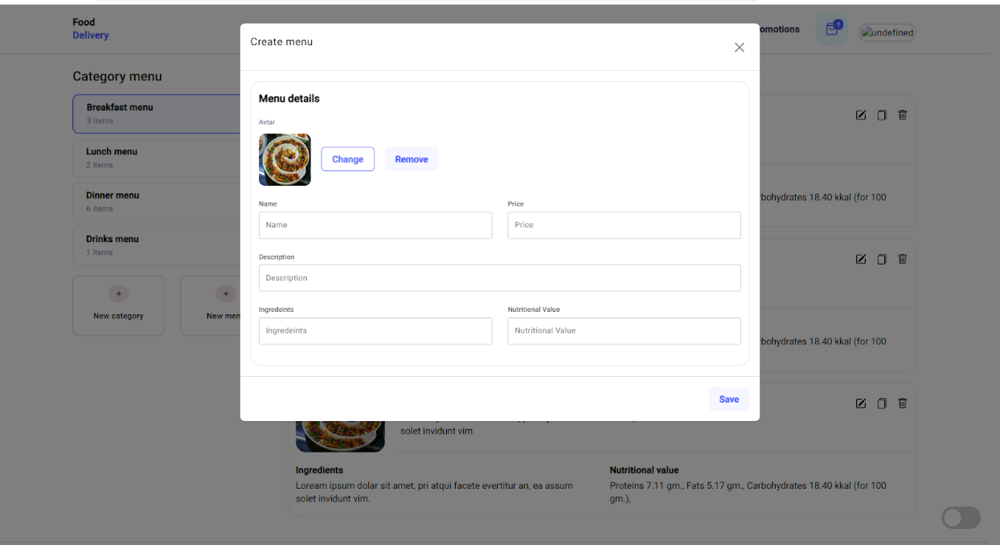 Food
Delivery
omotions
1
undefined
Create menu
Category menu
Breakfast menu
3 items
Lunch menu
2 items
Dinner menu
6 items
Drinks menu
1 items
+
New category
+
New men
Menu details
Avtar
Change
Remove
Name
Price
Name
Price
Description
Description
Ingredeints
Nutritional Value
Ingredeints
Nutritional Value
Save
bohydrates 18.40 kkal (for 100
bohydrates 18.40 kkal (for 100
solet invidunt vim.
Ingredients
Loream ipsum dolar sit amet, pri atqui facete evertitur an, ea assum
solet invidunt vim.
Nutritional value
Proteins 7.11 gm., Fats 5.17 gm., Carbohydrates 18.40 kkal (for 100
gm.),